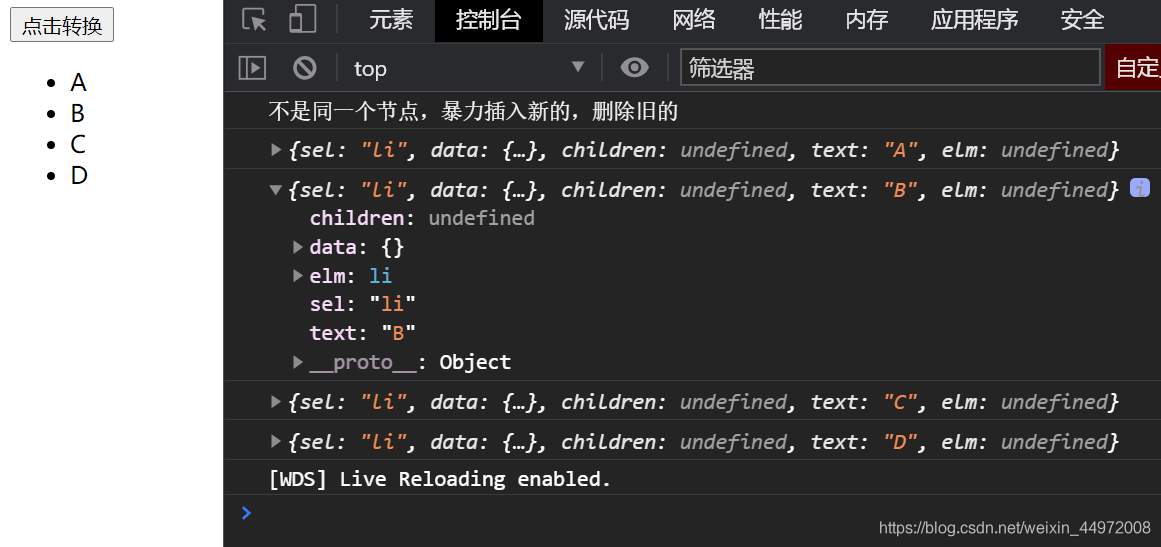 点击转换
A
B
C
D
元素 控制台 源代码 网络 性能 内存 应用程序 安全
top 筛选器 自定
不是同一个节点，暴力插入新的，删除旧的
{sel: "li", data: {…}, children: undefined, text: "A", elm: undefined}
{sel: "li", data: {…}, children: undefined, text: "B", elm: undefined} i
children: undefined
data: {}
elm: li
sel: "li"
text: "B"
__proto__: Object
{sel: "li", data: {…}, children: undefined, text: "C", elm: undefined}
{sel: "li", data: {…}, children: undefined, text: "D", elm: undefined}
[WDS] Live Reloading enabled.
https://blog.csdn.net/weixin_44972008